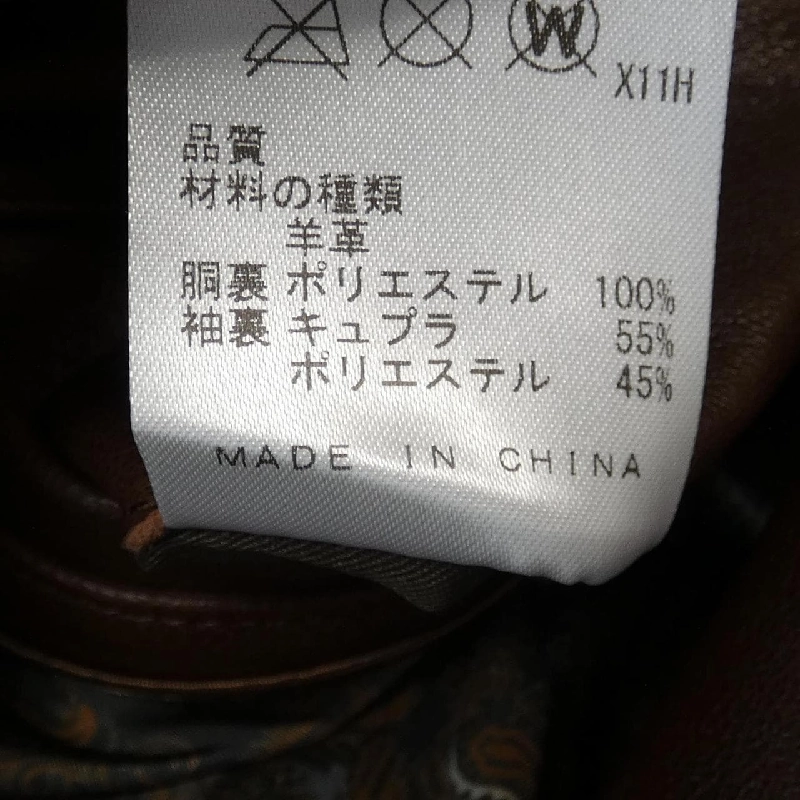 W
X11H
品質
材料の種類
羊革
胴裏 ポリエステル 100%
袖裏 キュプラ 55%
ポリエステル 45%
MADE IN CHINA